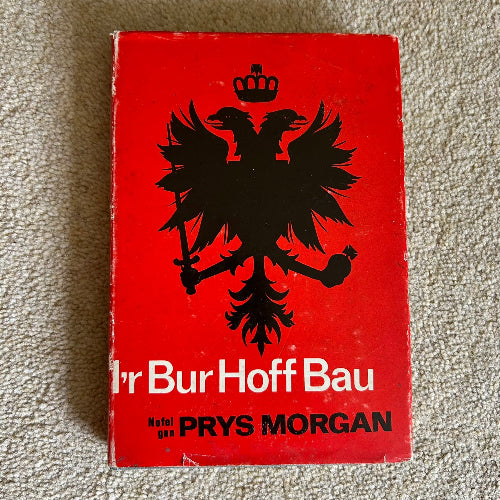 I'r Bur Hoff Bau
Nofel
gan
PRYS MORGAN